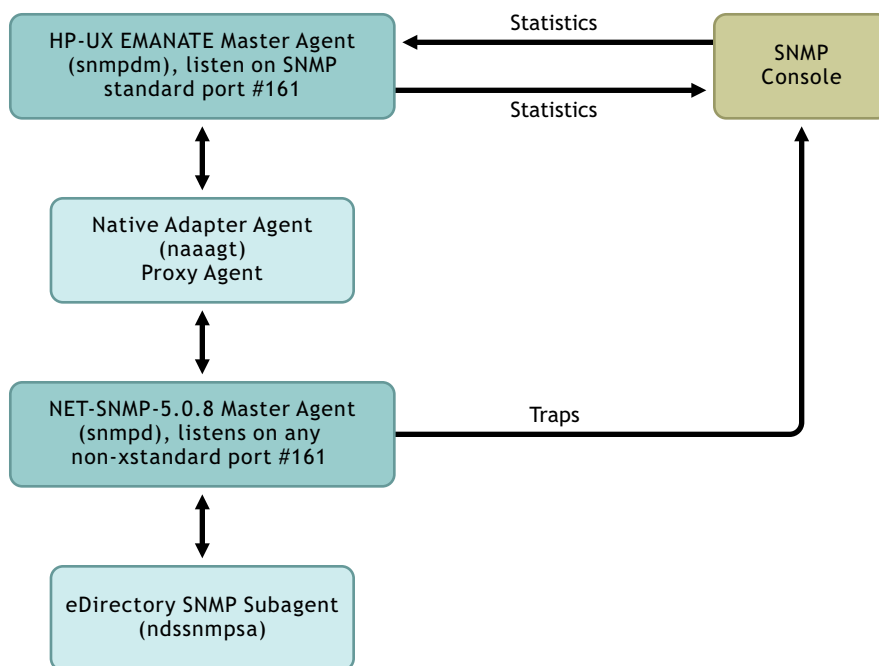 HP-UX EMANATE Master Agent
(snmpdm), listen on SNMP
standard port #161
Statistics
SNMP
Console
Statistics
Native Adapter Agent
(naaagt)
Proxy Agent
NET-SNMP-5.0.8 Master Agent
(snmpd), listens on any
non-xstandard port #161
Traps
eDirectory SNMP Subagent
(ndssnmpsa)